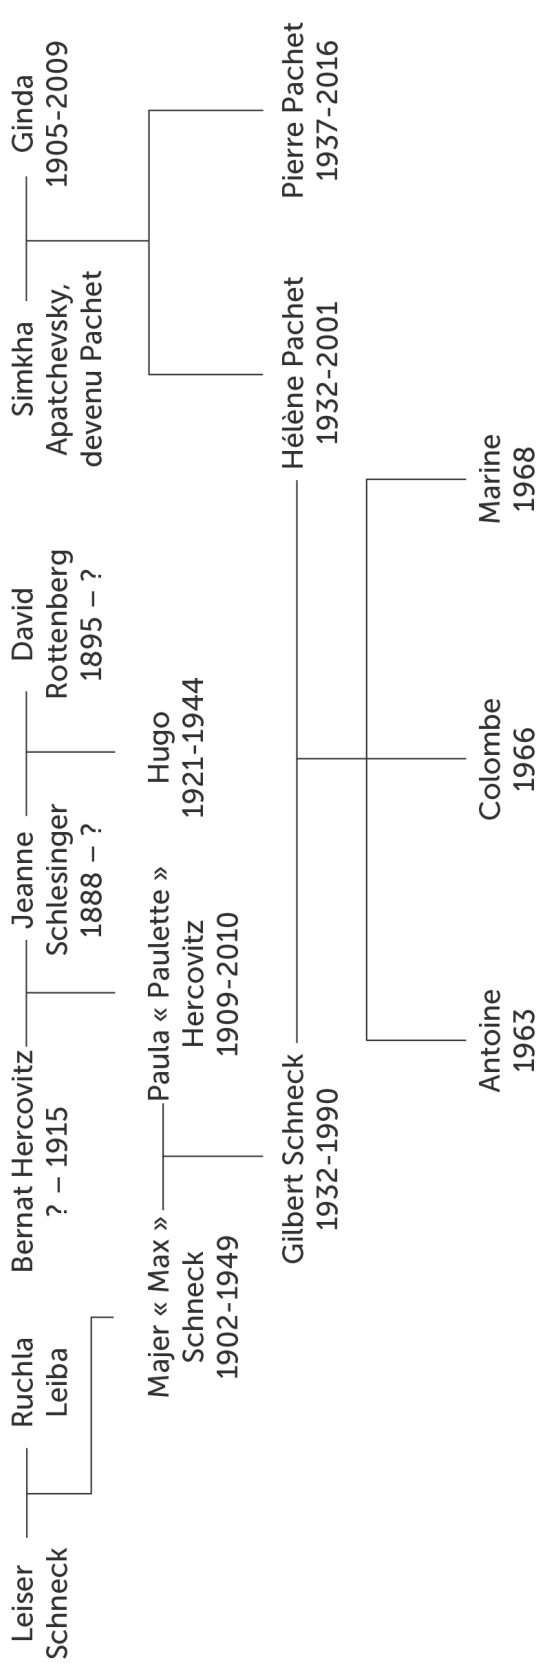 Leiser
Schneck
Ruchla
Leiba
Bernat Hercovitz
? – 1915
Jeanne
Schlesinger
1888 – ?
David
Rottenberg
1895 – ?
Simkha
Apatchevsky,
devenu Pachet
Ginda
1905-2009
Majer « Max »
Schneck
1902-1949
Paula « Paulette »
Hercovitz
1909-2010
Hugo
1921-1944
Gilbert Schneck
1932-1990
Hélène Pachet
1932-2001
Pierre Pachet
1937-2016
Antoine
1963
Colombe
1966
Marine
1968